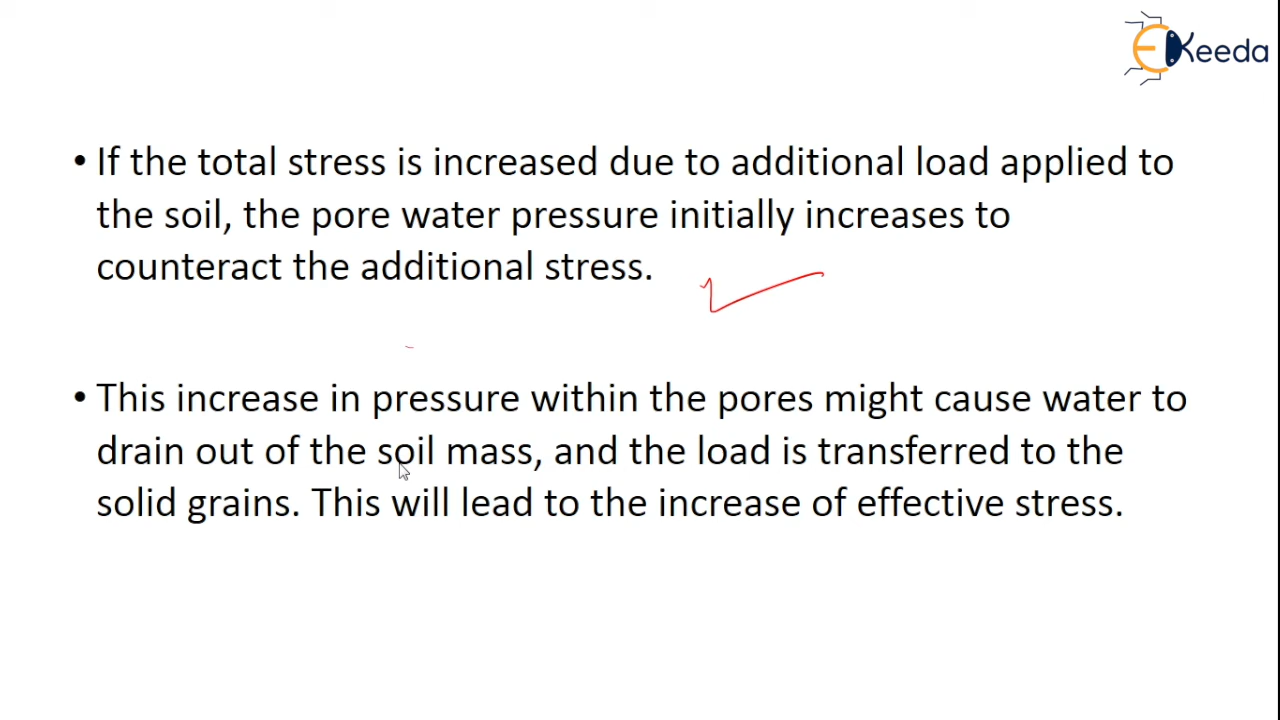 EKeeda
• If the total stress is increased due to additional load applied to
the soil, the pore water pressure initially increases to
counteract the additional stress.
• This increase in pressure within the pores might cause water to
drain out of the soil mass, and the load is transferred to the
solid grains. This will lead to the increase of effective stress.